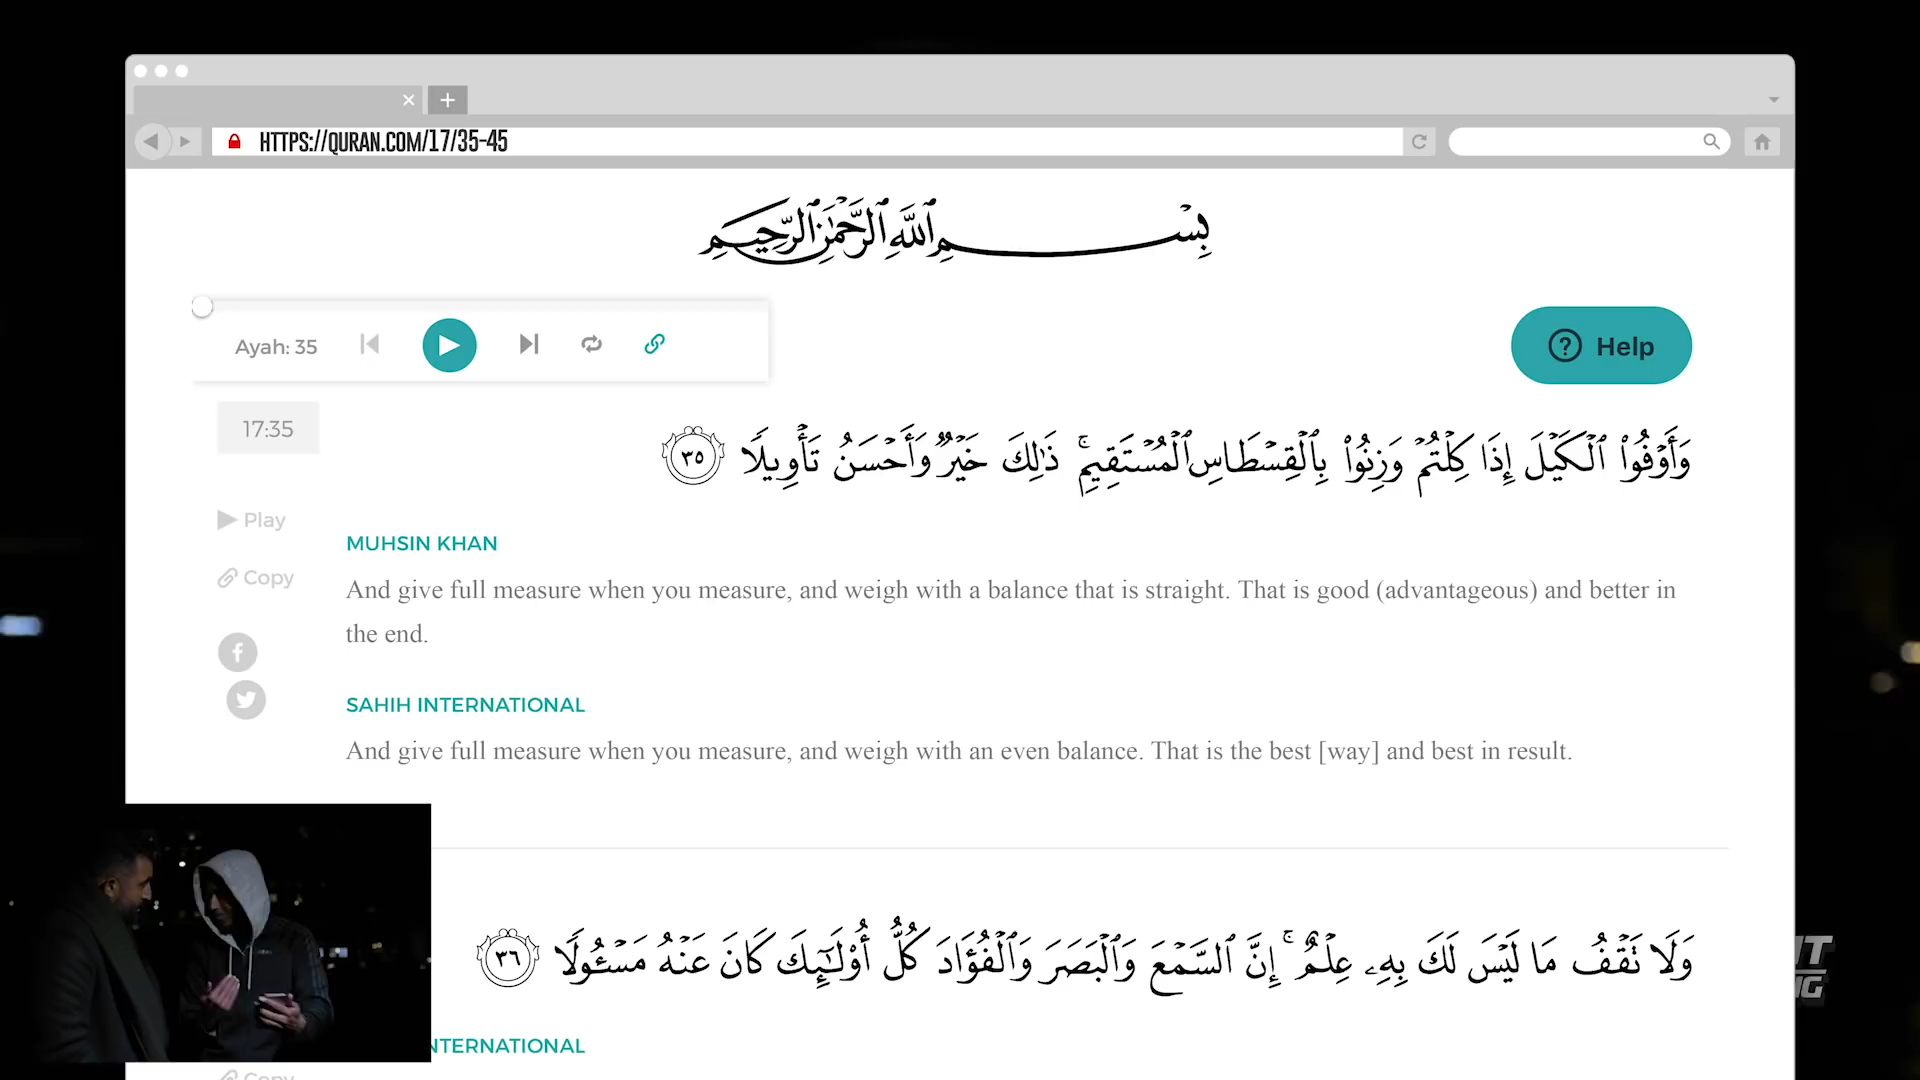 HTTPS://QURAN.COM/17/35-45
بِسْمِ ٱللَّهِ ٱلرَّحْمَٰنِ ٱلرَّحِيمِ
Ayah: 35
Help
17:35
وَأَوْفُوا۟ ٱلْكَيْلَ إِذَا كِلْتُمْ وَزِنُوا۟ بِٱلْقِسْطَاسِ ٱلْمُسْتَقِيمِ ۚ ذَٰلِكَ خَيْرٌ وَأَحْسَنُ تَأْوِيلًا ٣٥
Play
Copy
MUHSIN KHAN
And give full measure when you measure, and weigh with a balance that is straight. That is good (advantageous) and better in
the end.
SAHIH INTERNATIONAL
And give full measure when you measure, and weigh with an even balance. That is the best [way] and best in result.
وَلَا تَقْفُ مَا لَيْسَ لَكَ بِهِۦ عِلْمٌ ۚ إِنَّ ٱلسَّمْعَ وَٱلْبَصَرَ وَٱلْفُؤَادَ كُلُّ أُو۟لَٰٓئِكَ كَانَ عَنْهُ مَسْـُٔولًا ٣٦
NTERNATIONAL
Copy